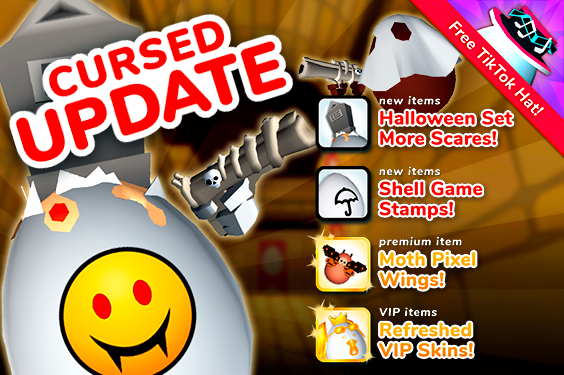 CURSED
UPDATE
Free TikTok Hat!
new items
Halloween Set
More Scares!
new items
Shell Game
Stamps!
premium item
Moth Pixel
Wings!
VIP items
Refreshed
VIP Skins!